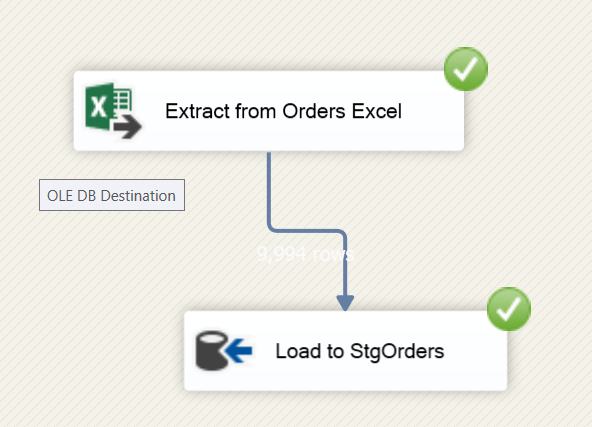 Extract from Orders Excel
OLE DB Destination
9,994 rows
Load to StgOrders